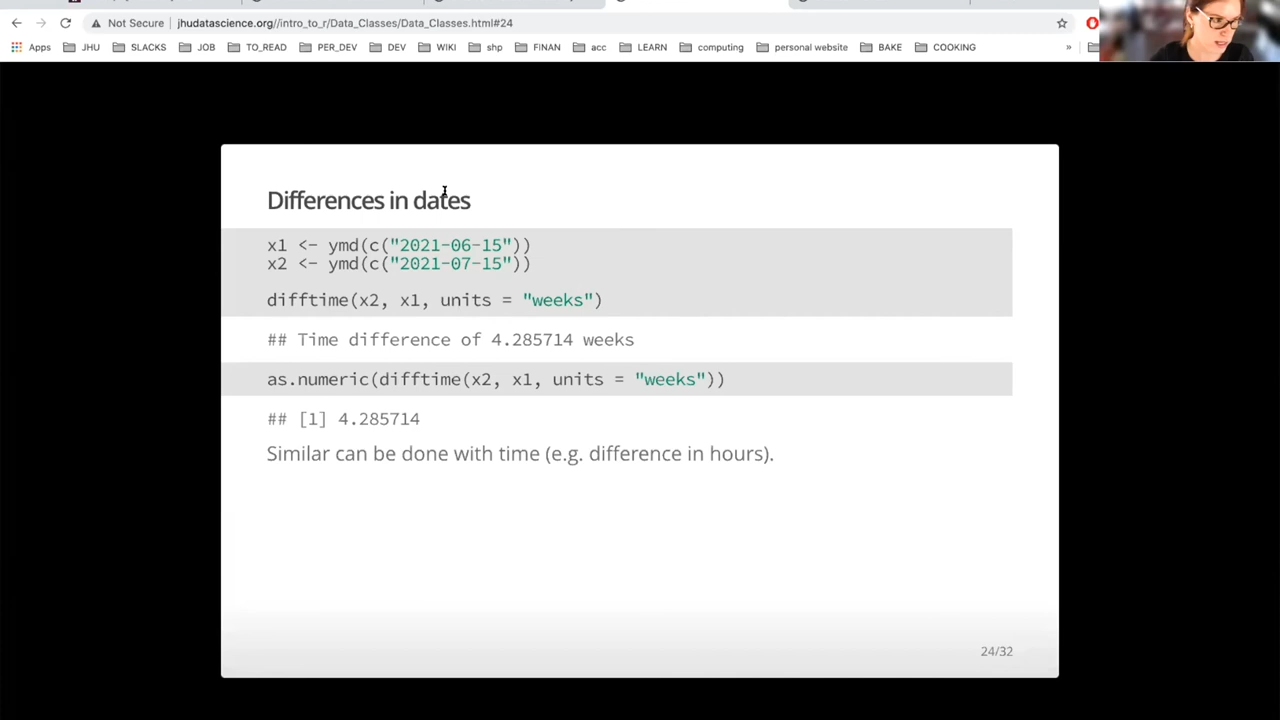 Not Secure | jhudatascience.org//intro_to_r/Data_Classes/Data_Classes.html#24
Apps JHU SLACKS JOB TO_READ PER_DEV DEV WIKI shp FINAN acc LEARN computing personal website BAKE COOKING »
Differences in dates
x1 <- ymd(c("2021-06-15"))
x2 <- ymd(c("2021-07-15"))
difftime(x2, x1, units = "weeks")
## Time difference of 4.285714 weeks
as.numeric(difftime(x2, x1, units = "weeks"))
## [1] 4.285714
Similar can be done with time (e.g. difference in hours).
24/32